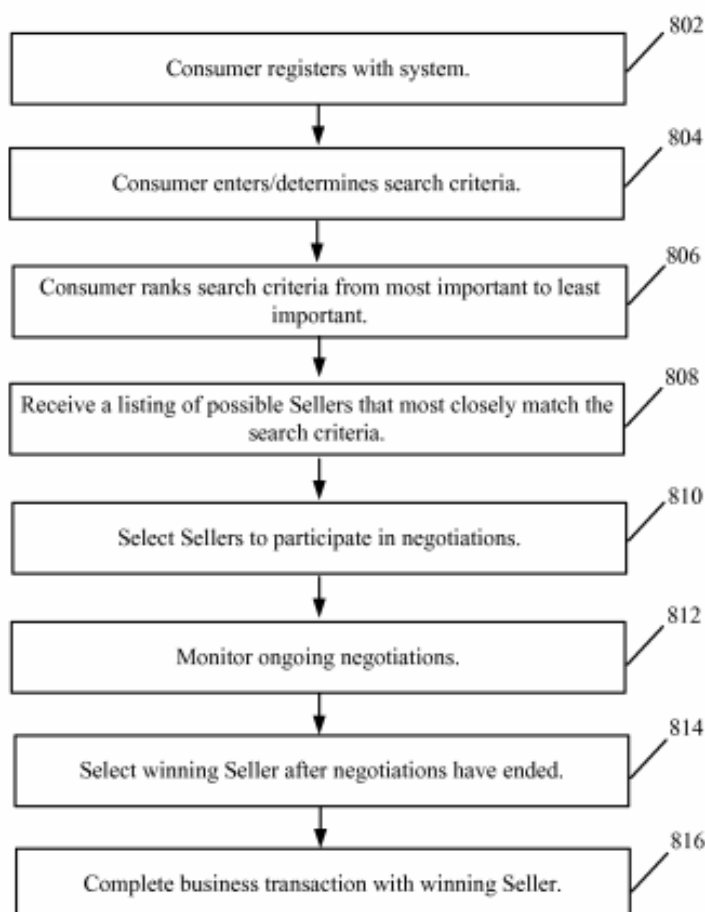 802
Consumer registers with system.
804
Consumer enters/determines search criteria.
806
Consumer ranks search criteria from most important to least
important.
808
Receive a listing of possible Sellers that most closely match the
search criteria.
810
Select Sellers to participate in negotiations.
812
Monitor ongoing negotiations.
814
Select winning Seller after negotiations have ended.
816
Complete business transaction with winning Seller.